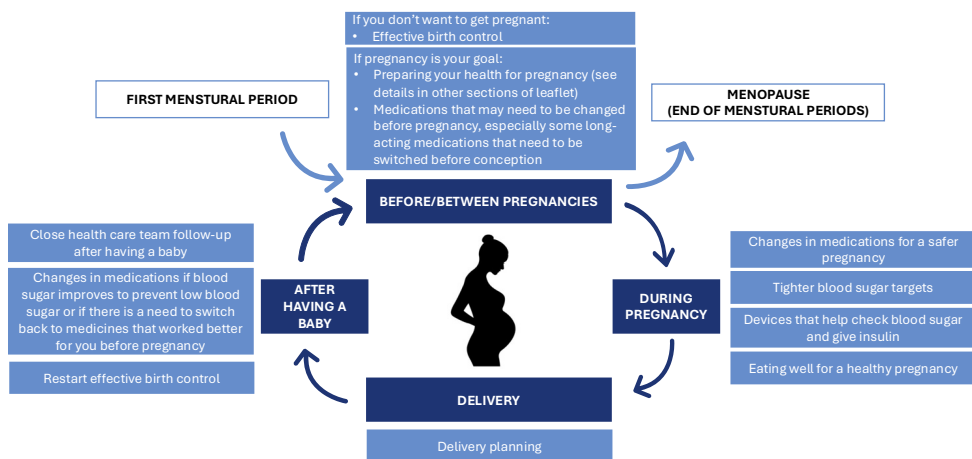 If you don't want to get pregnant:
• Effective birth control
If pregnancy is your goal:
• Preparing your health for pregnancy (see
details in other sections of leaflet)
• Medications that may need to be changed
before pregnancy, especially some long-
acting medications that need to be
switched before conception
FIRST MENSTURAL PERIOD
MENOPAUSE
(END OF MENSTURAL PERIODS)
BEFORE/BETWEEN PREGNANCIES
Close health care team follow-up
after having a baby
Changes in medications if blood
sugar improves to prevent low blood
sugar or if there is a need to switch
back to medicines that worked better
for you before pregnancy
Restart effective birth control
AFTER
HAVING A
BABY
DURING
PREGNANCY
Changes in medications for a safer
pregnancy
Tighter blood sugar targets
Devices that help check blood sugar
and give insulin
Eating well for a healthy pregnancy
DELIVERY
Delivery planning